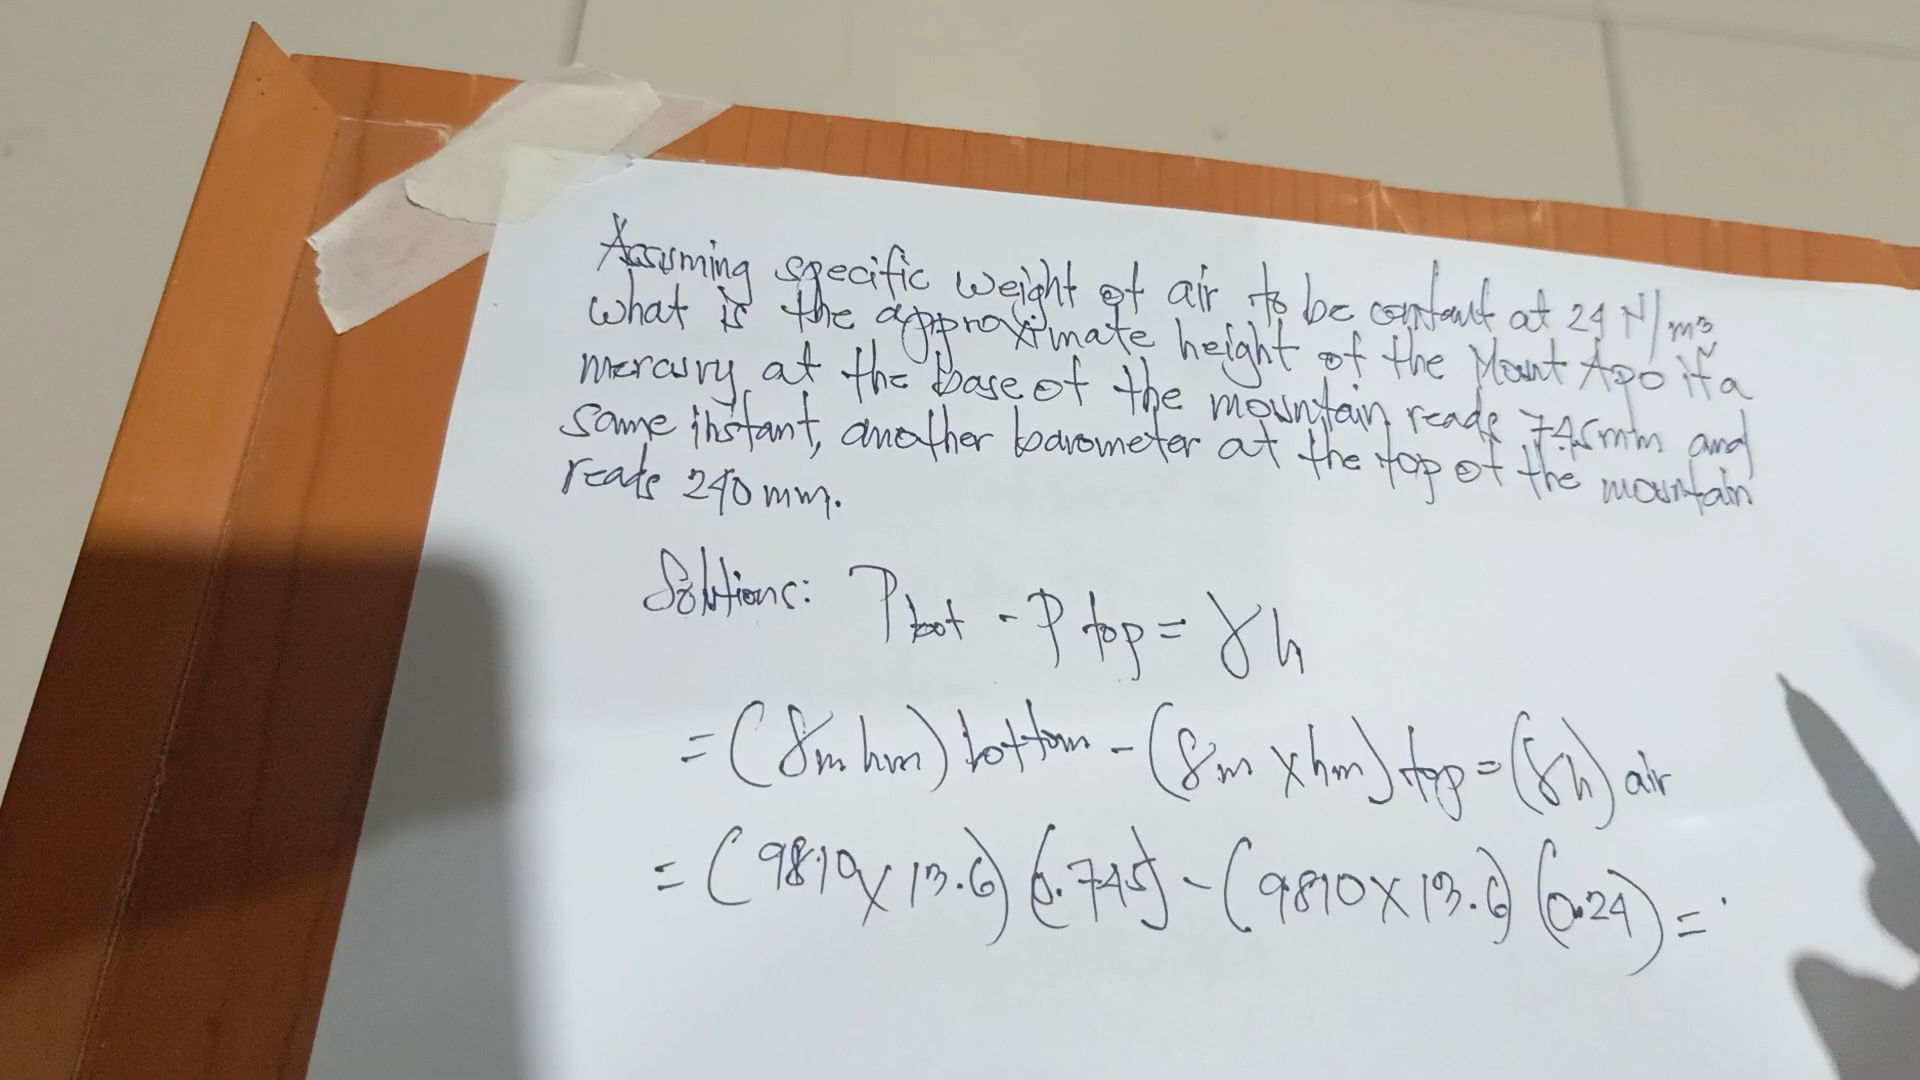 Assuming specific weight of air to be constant at 24 N/m³
what is the approximate height of the Mount Apo if a
mercury at the base of the mountain reads 745mm and
same instant, another barometer at the top of the mountain
reads 240mm.
Solutions: Pbot - Ptop = γh
= (γm hm) bottom - (γm x hm) top = (γh) air
= (9810 x 13.6) (0.745) - (9810 x 13.6) (0.24) =